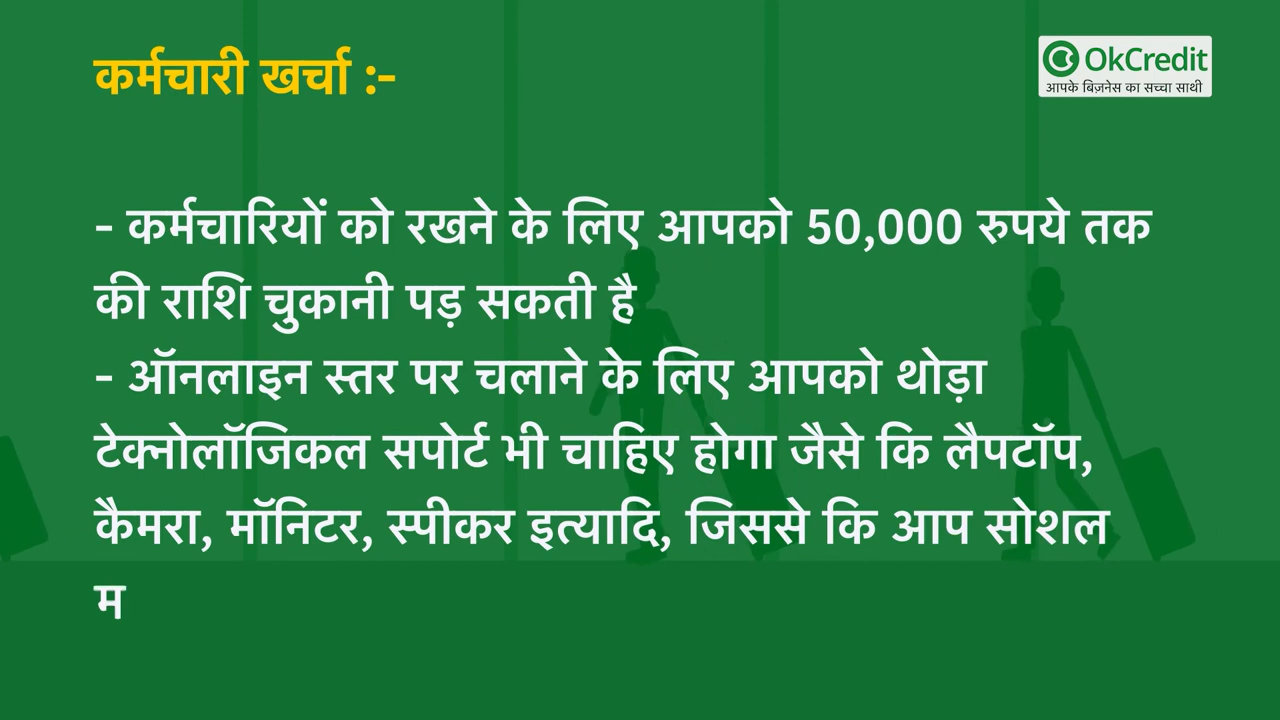 कर्मचारी खर्चा :-
OkCredit
आपके बिज़नेस का सच्चा साथी
- कर्मचारियों को रखने के लिए आपको 50,000 रुपये तक
की राशि चुकानी पड़ सकती है
- ऑनलाइन स्तर पर चलाने के लिए आपको थोड़ा
टेक्नोलॉजिकल सपोर्ट भी चाहिए होगा जैसे कि लैपटॉप,
कैमरा, मॉनिटर, स्पीकर इत्यादि, जिससे कि आप सोशल
म